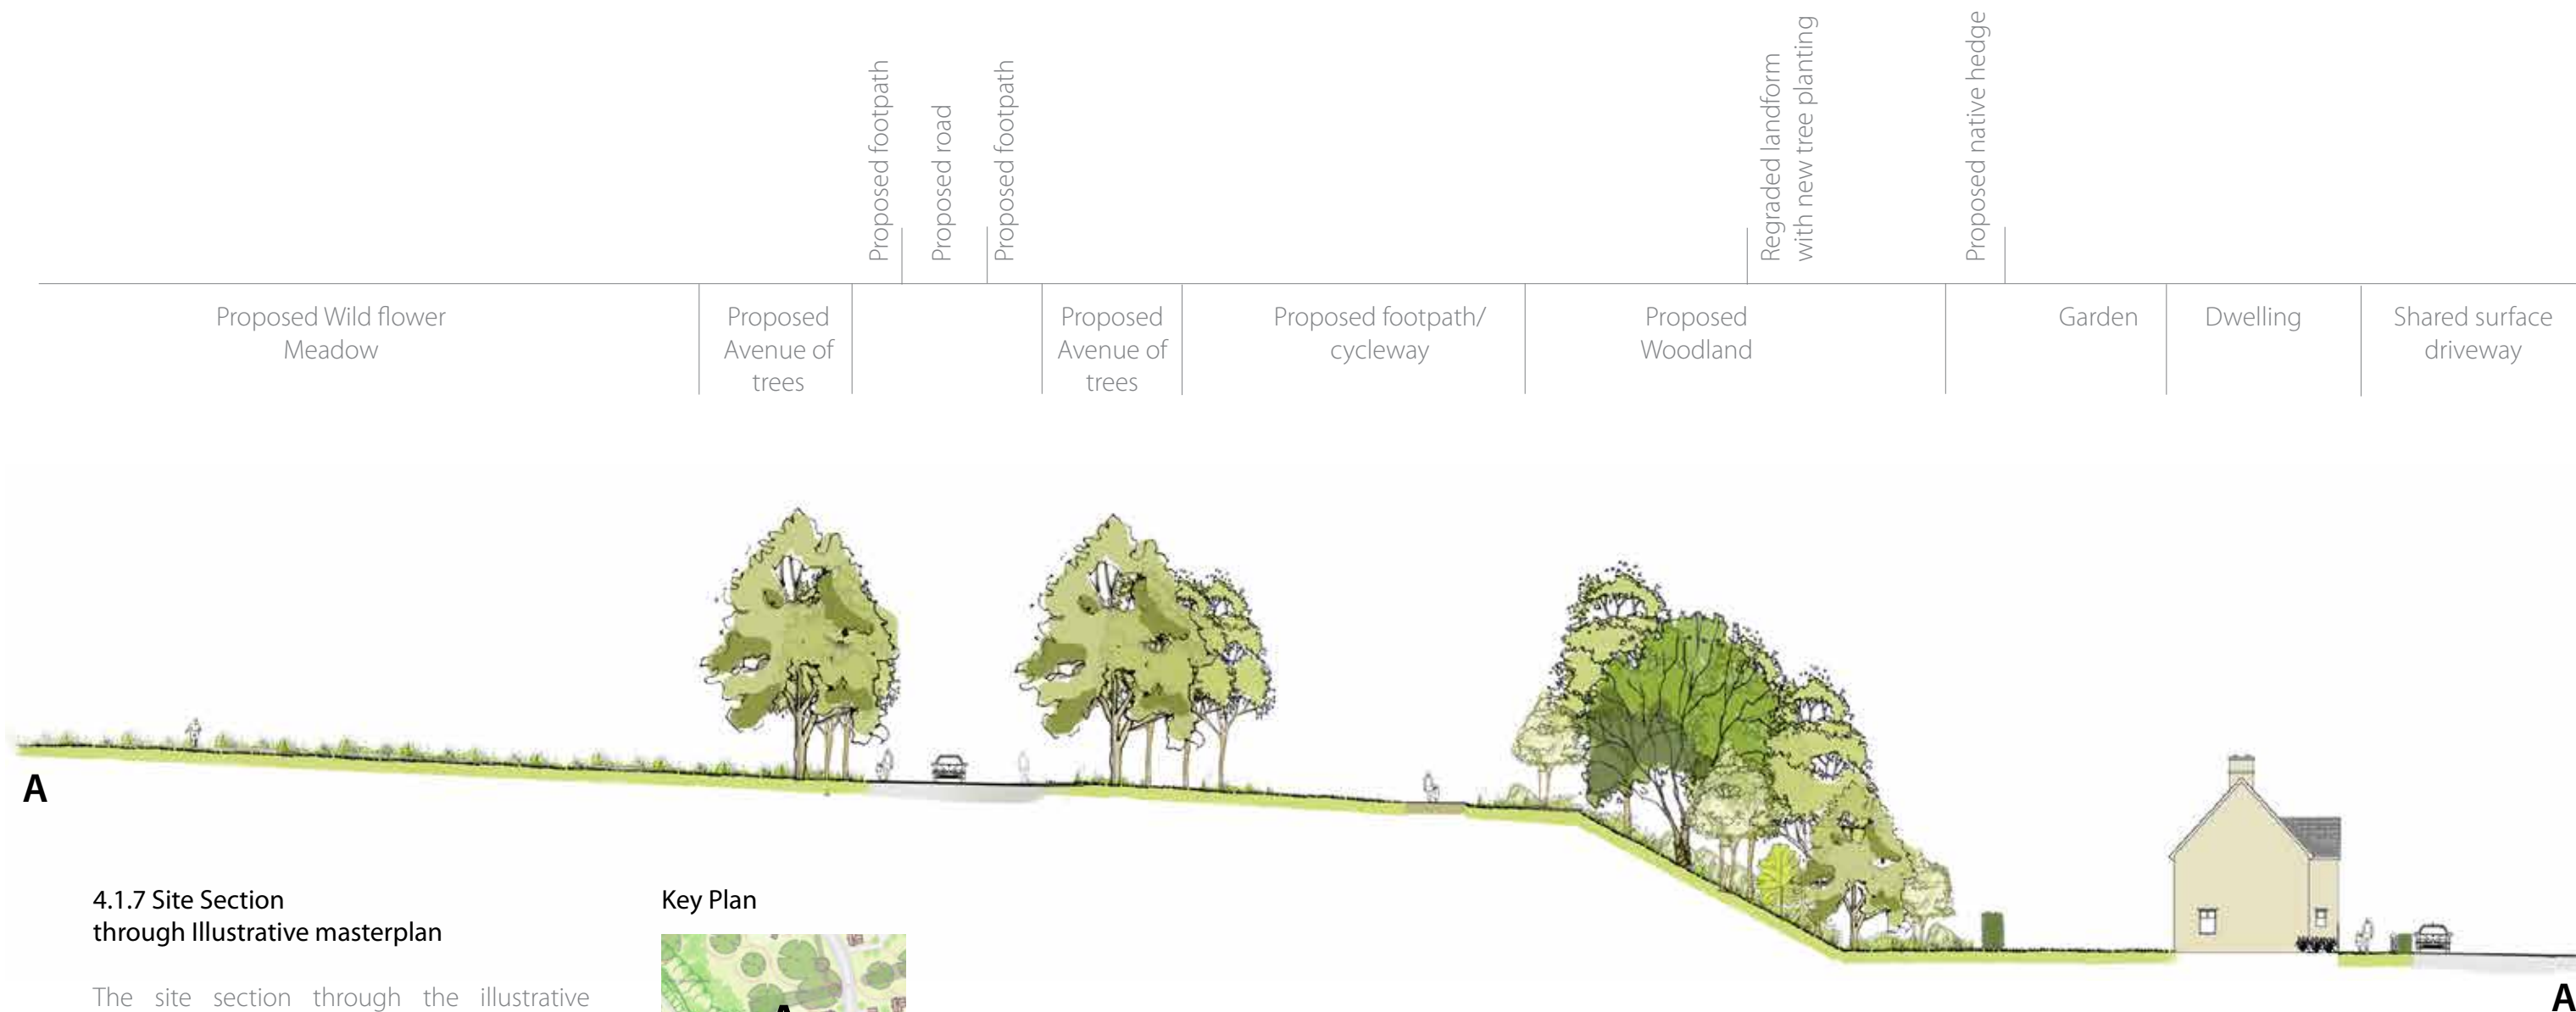 Proposed footpath
Proposed road
Proposed footpath
Regraded landform
with new tree planting
Proposed native hedge
Proposed Wild flower
Meadow
Proposed
Avenue of
trees
Proposed
Avenue of
trees
Proposed footpath/
cycleway
Proposed
Woodland
Garden
Dwelling
Shared surface
driveway
A
A
4.1.7 Site Section
through Illustrative masterplan
The site section through the illustrative
Key Plan
A